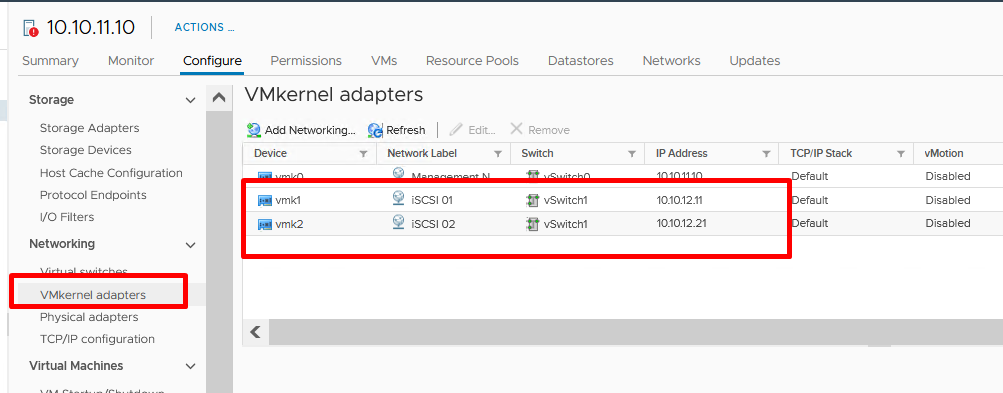 10.10.11.10 ACTIONS ...
Summary Monitor Configure Permissions VMs Resource Pools Datastores Networks Updates
Storage
Storage Adapters
Storage Devices
Host Cache Configuration
Protocol Endpoints
I/O Filters
Networking
Virtual switches
VMkernel adapters
Physical adapters
TCP/IP configuration
Virtual Machines
VM Startup/Shutdown
VMkernel adapters
Add Networking... Refresh Edit... Remove
Device Network Label Switch IP Address TCP/IP Stack vMotion
vmk0 Management N vSwitch0 10.10.11.10 Default Disabled
vmk1 iSCSI 01 vSwitch1 10.10.12.11 Default Disabled
vmk2 iSCSI 02 vSwitch1 10.10.12.21 Default Disabled